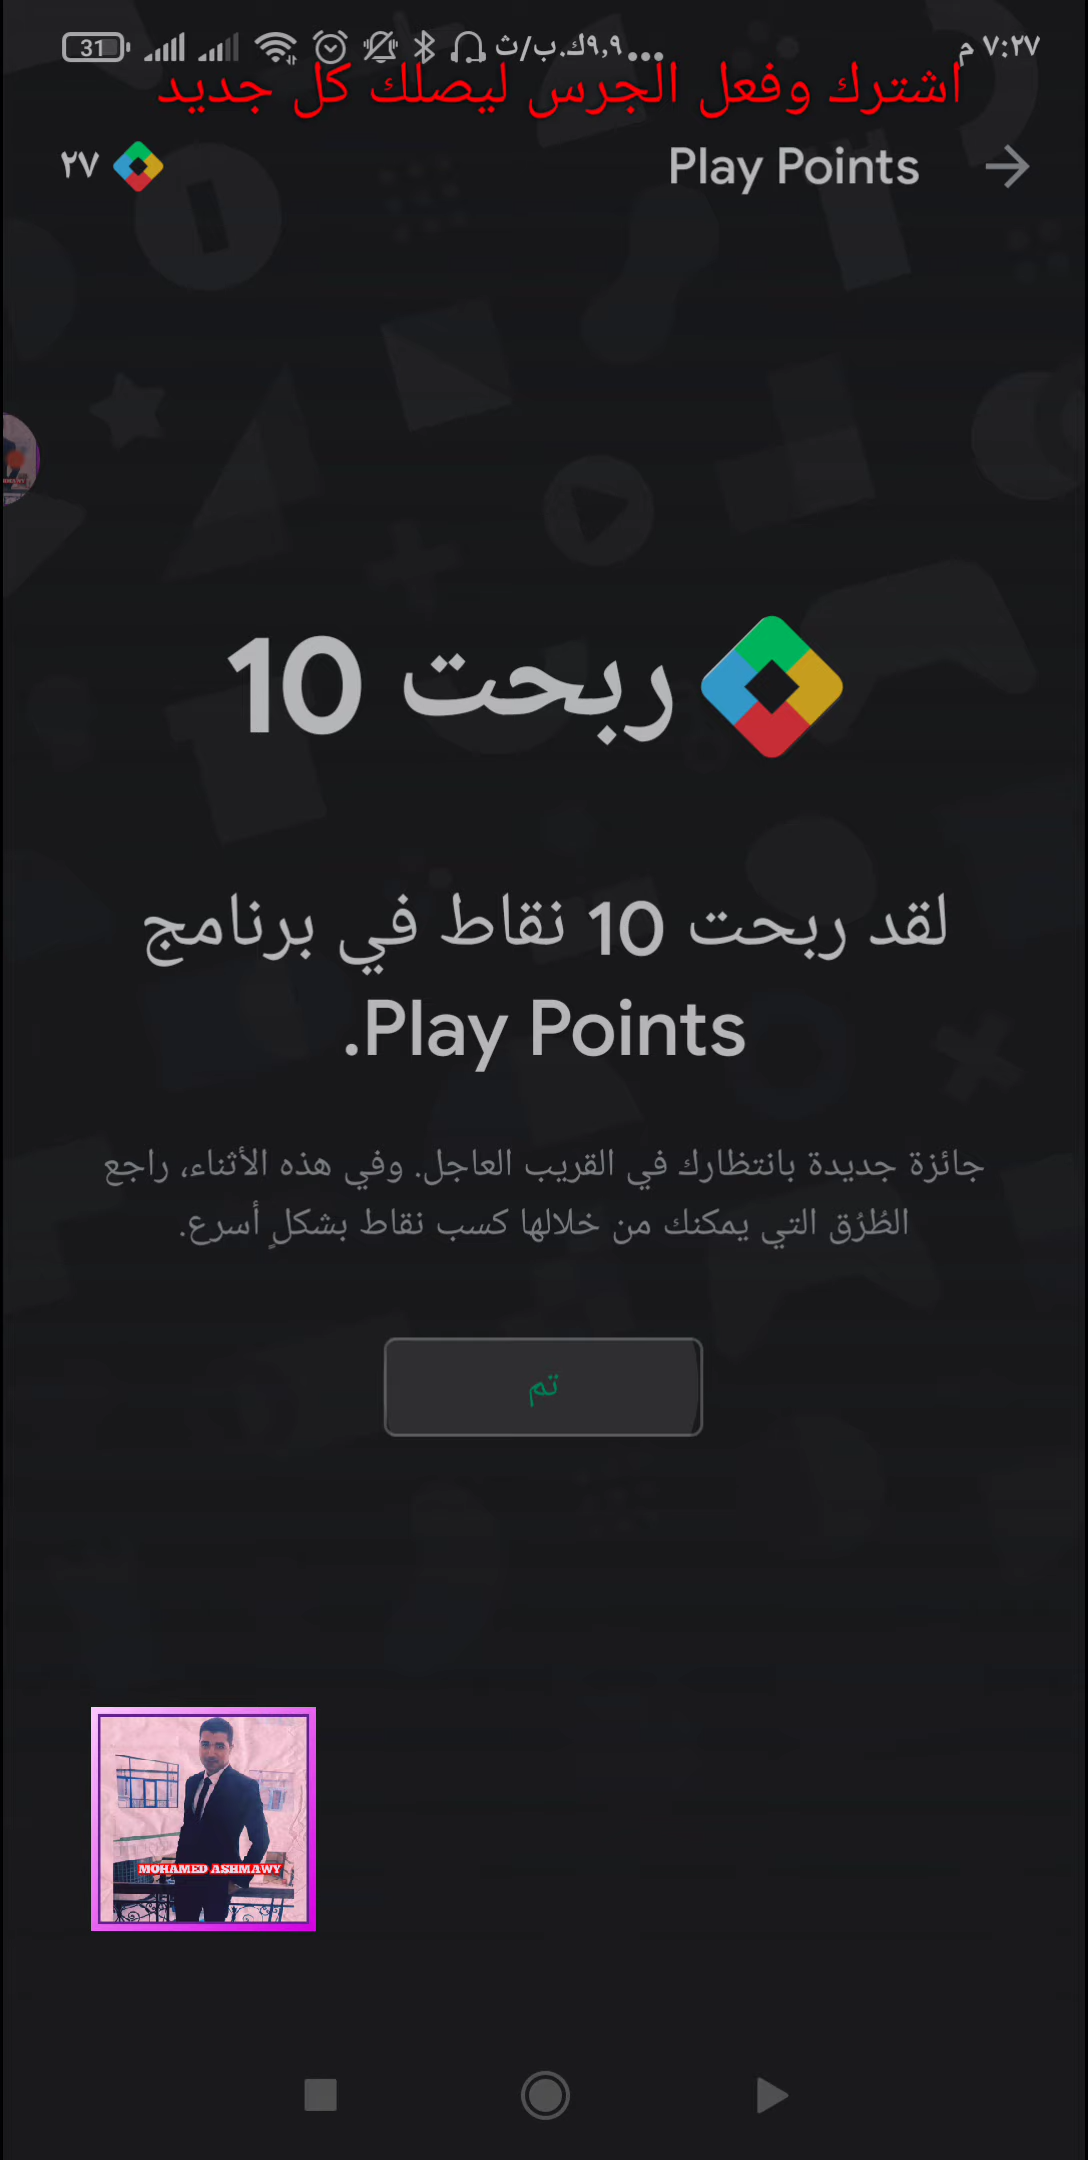 ٧:٢٧ م
...٩,٩ك.ب/ث
31
اشترك وفعل الجرس ليصلك كل جديد
Play Points
٢٧
ربحت 10
لقد ربحت 10 نقاط في برنامج
Play Points.
جائزة جديدة بانتظارك في القريب العاجل. وفي هذه الأثناء، راجع
الطُرُق التي يمكنك من خلالها كسب نقاط بشكلٍ أسرع.
تم
MOHAMED ASHMAWY